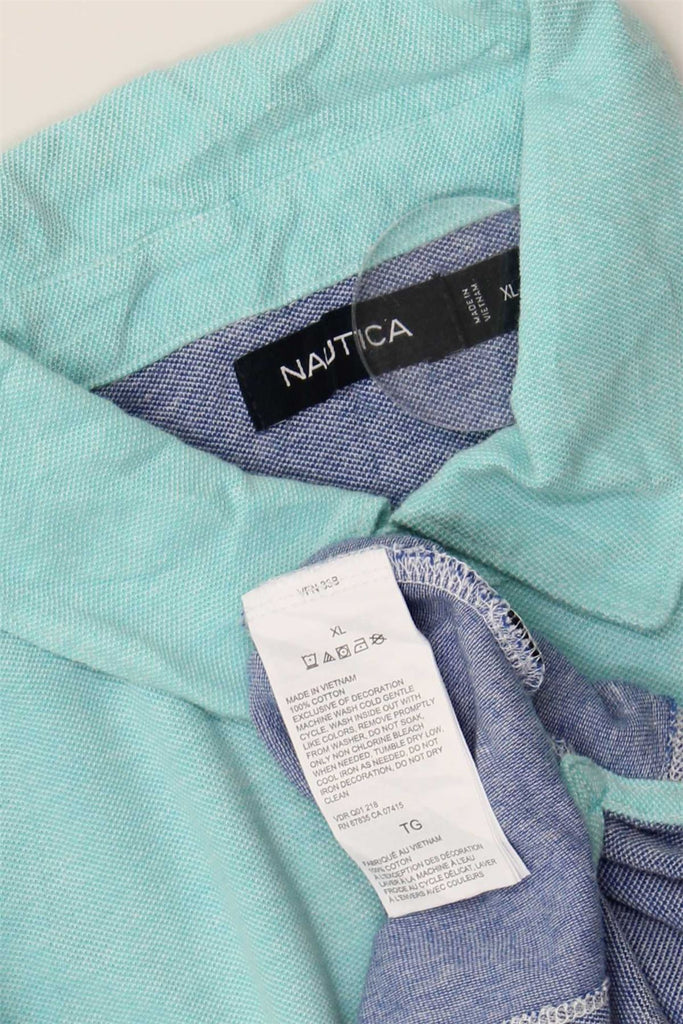 NAUTICA
MADE IN
VIETNAM
XL
XL
MADE IN VIETNAM
100% COTTON
EXCLUSIVE OF DECORATION
MACHINE WASH COLD GENTLE
CYCLE. WASH INSIDE OUT WITH
LIKE COLORS. REMOVE PROMPTLY
FROM WASHER, DO NOT SOAK,
ONLY NON CHLORINE BLEACH
WHEN NEEDED. TUMBLE DRY LOW.
COOL IRON AS NEEDED. DO NOT
IRON DECORATION, DO NOT DRY
CLEAN
VDR Q01 218
RN 87835 CA 07415
TG
FABRIQUÉ AU VIETNAM
100% COTTON
À L'EXCEPTION DES DÉCORATION
LAVER À LA MACHINE À L'EAU
FROIDE AU CYCLE DÉLICAT, LAVER
À L'ENVERS AVEC COULEURS